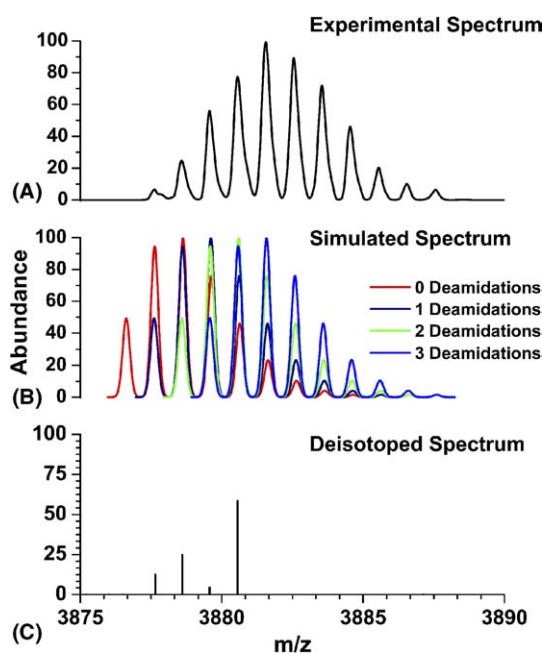 Experimental Spectrum
100
80
60
40
20
0
(A)
Simulated Spectrum
100
80
60
40
20
0
(B)
Abundance
0 Deamidations
1 Deamidations
2 Deamidations
3 Deamidations
Deisotoped Spectrum
100
75
50
25
0
(C)
3875 3880 3885 3890
m/z